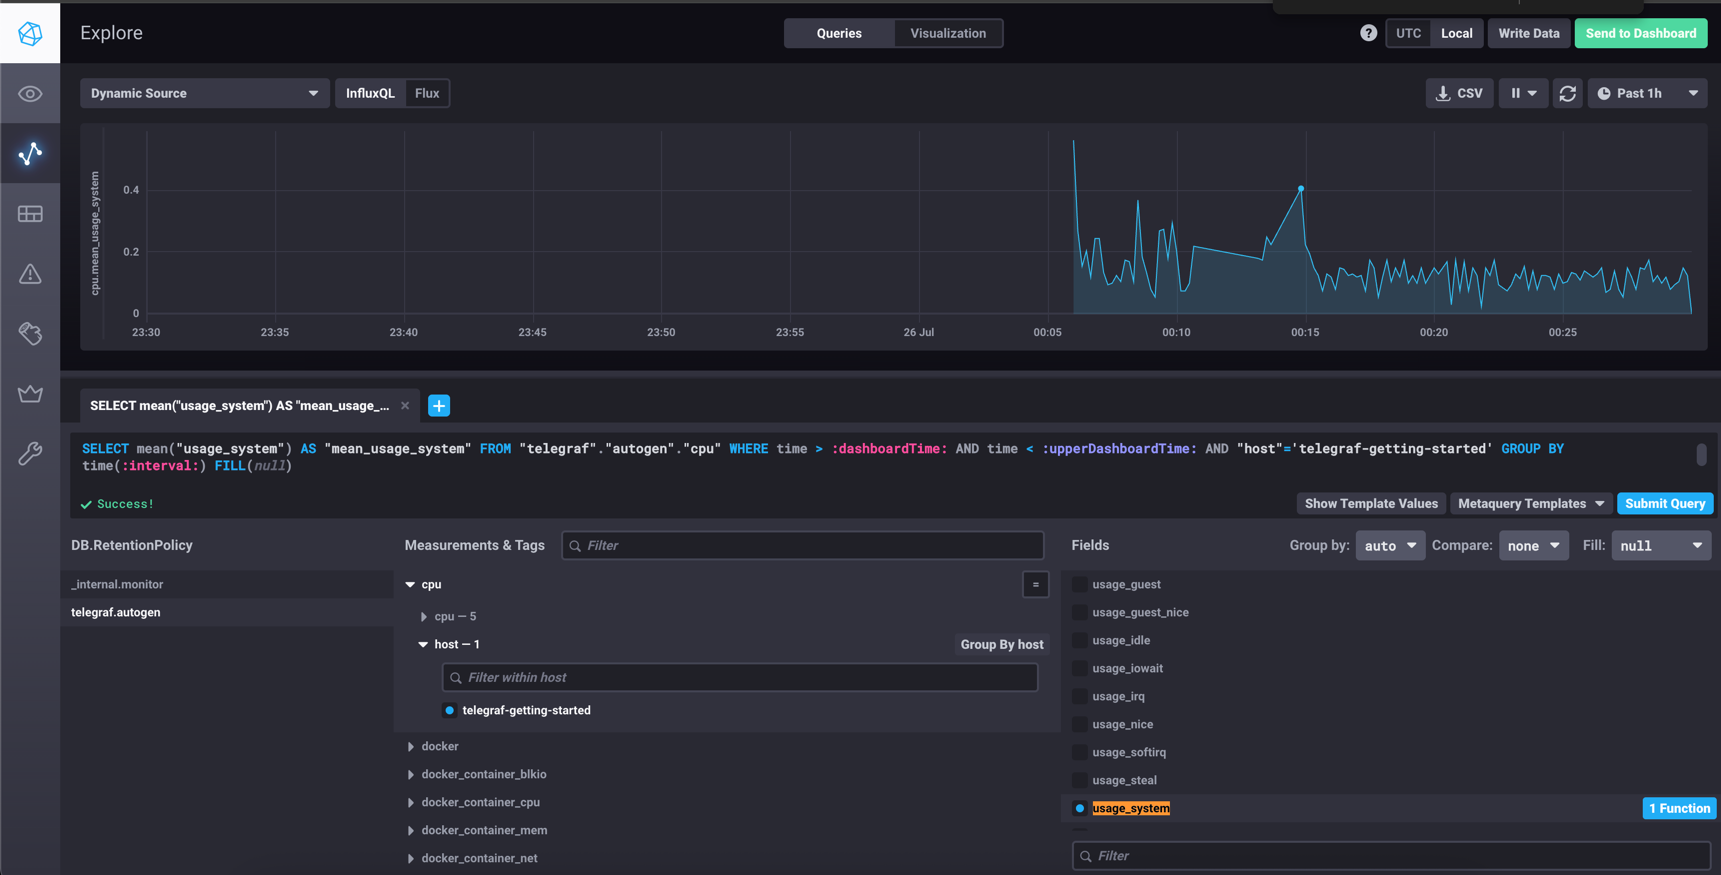 Explore
Queries
Visualization
?
UTC
Local
Write Data
Send to Dashboard
Dynamic Source
InfluxQL
Flux
CSV
Past 1h
cpu.mean_usage_system
0.4
0.2
0
23:30
23:35
23:40
23:45
23:50
23:55
26 Jul
00:05
00:10
00:15
00:20
00:25
SELECT mean("usage_system") AS "mean_usage_...
SELECT mean("usage_system") AS "mean_usage_system" FROM "telegraf"."autogen"."cpu" WHERE time > :dashboardTime: AND time < :upperDashboardTime: AND "host"='telegraf-getting-started' GROUP BY
time(:interval:) FILL(null)
Success!
Show Template Values
Metaquery Templates
Submit Query
DB.RetentionPolicy
_internal.monitor
telegraf.autogen
Measurements & Tags
Filter
cpu
=
cpu — 5
host — 1
Group By host
Filter within host
telegraf-getting-started
docker
docker_container_blkio
docker_container_cpu
docker_container_mem
docker_container_net
Fields
Group by:
auto
Compare:
none
Fill:
null
usage_guest
usage_guest_nice
usage_idle
usage_iowait
usage_irq
usage_nice
usage_softirq
usage_steal
usage_system
1 Function
Filter